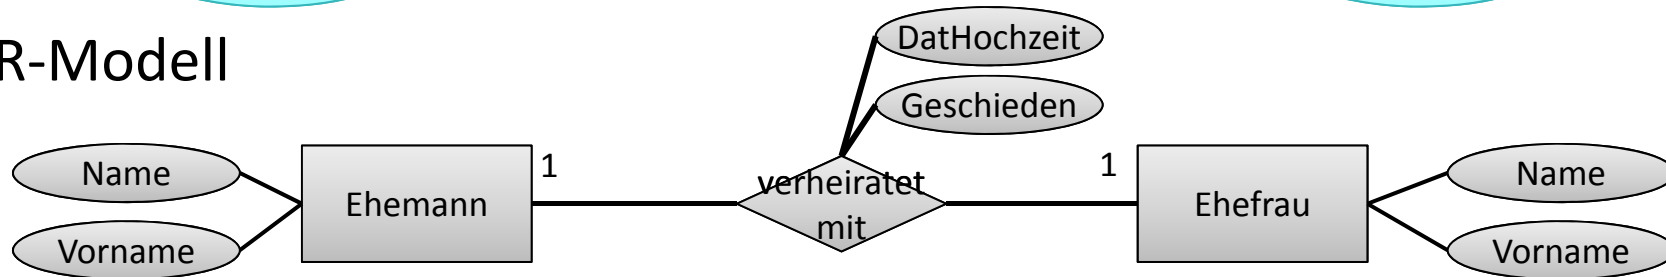 R-Modell
DatHochzeit
Geschieden
Name
Vorname
Ehemann
1
verheiratet
mit
1
Ehefrau
Name
Vorname